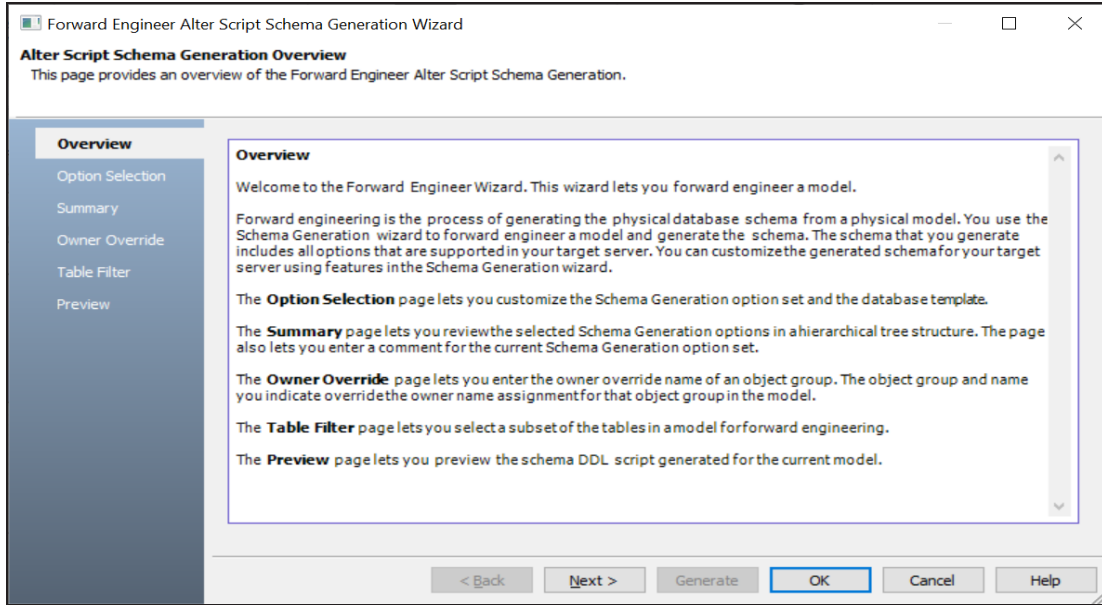 Forward Engineer Alter Script Schema Generation Wizard
Alter Script Schema Generation Overview
This page provides an overview of the Forward Engineer Alter Script Schema Generation.
Overview
Option Selection
Summary
Owner Override
Table Filter
Preview
Overview
Welcome to the Forward Engineer Wizard. This wizard lets you forward engineer a model.
Forward engineering is the process of generating the physical database schema from a physical model. You use the
Schema Generation wizard to forward engineer a model and generate the schema. The schema that you generate
includes all options that are supported in your target server. You can customize the generated schema for your target
server using features in the Schema Generation wizard.
The Option Selection page lets you customize the Schema Generation option set and the database template.
The Summary page lets you review the selected Schema Generation options in a hierarchical tree structure. The page
also lets you enter a comment for the current Schema Generation option set.
The Owner Override page lets you enter the owner override name of an object group. The object group and name
you indicate override the owner name assignment for that object group in the model.
The Table Filter page lets you select a subset of the tables in a model for forward engineering.
The Preview page lets you preview the schema DDL script generated for the current model.
< Back
Next >
Generate
OK
Cancel
Help